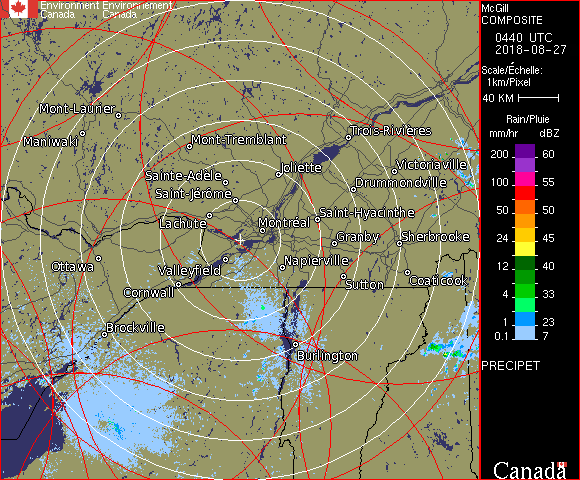 Environment Environnement
Canada Canada
Mont-Laurier
Maniwaki
Mont-Tremblant
Trois-Rivières
Sainte-Adèle
Joliette
Victoriaville
Saint-Jérôme
Drummondville
Lachute
Montréal
Saint-Hyacinthe
Granby
Sherbrooke
Ottawa
Valleyfield
Napierville
Cornwall
Sutton
Coaticook
Brockville
Burlington
McGill
COMPOSITE
0440 UTC
2018-08-27
Scale/Échelle:
1km/Pixel
40 KM
Rain/Pluie
mm/hr dBZ
200 60
55
100 55
50 50
24 45
12 40
4 33
1 23
0.1 7
PRECIPET
Canada